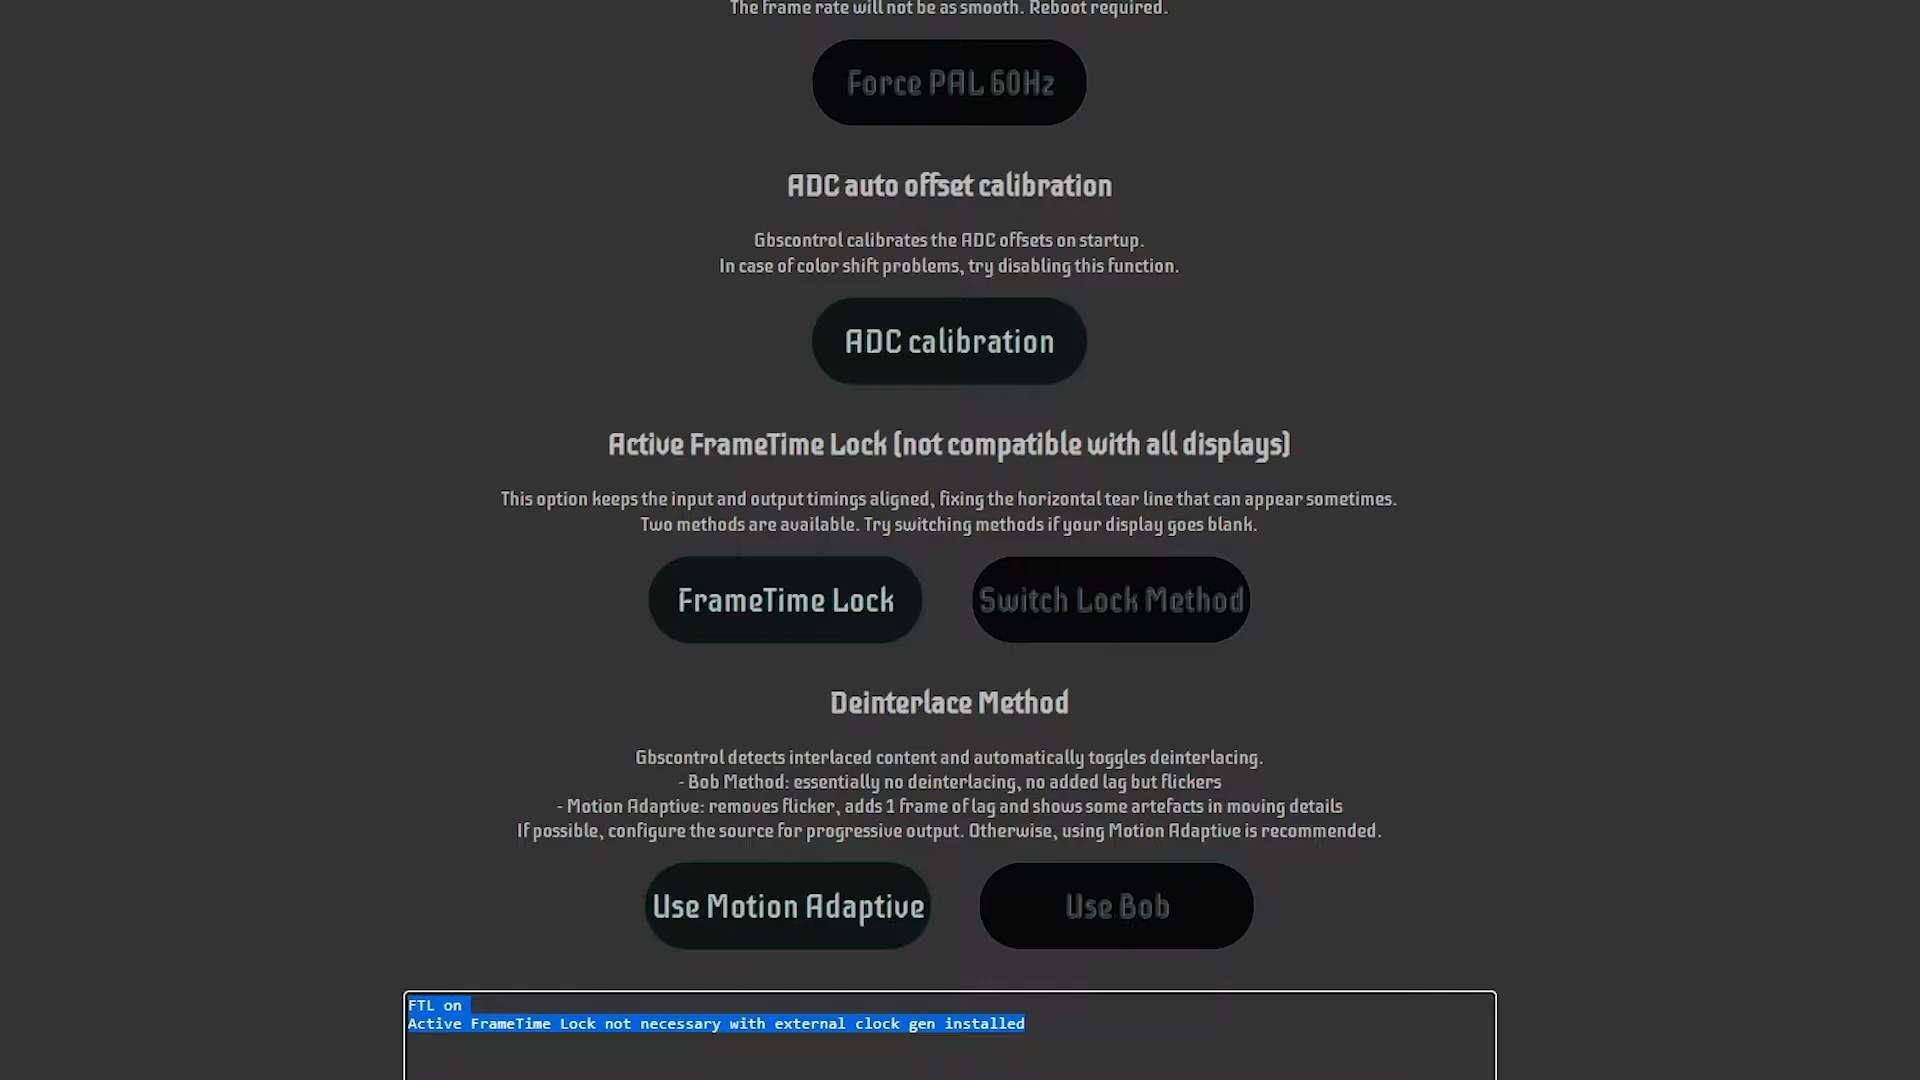 The frame rate will not be as smooth. Reboot required.
Force PAL 60Hz
ADC auto offset calibration
Gbscontrol calibrates the ADC offsets on startup.
In case of color shift problems, try disabling this function.
ADC calibration
Active FrameTime Lock (not compatible with all displays)
This option keeps the input and output timings aligned, fixing the horizontal tear line that can appear sometimes.
Two methods are available. Try switching methods if your display goes blank.
FrameTime Lock
Switch Lock Method
Deinterlace Method
Gbscontrol detects interlaced content and automatically toggles deinterlacing.
- Bob Method: essentially no deinterlacing, no added lag but flickers
- Motion Adaptive: removes flicker, adds 1 frame of lag and shows some artefacts in moving details
If possible, configure the source for progressive output. Otherwise, using Motion Adaptive is recommended.
Use Motion Adaptive
Use Bob
FTL on
Active FrameTime Lock not necessary with external clock gen installed